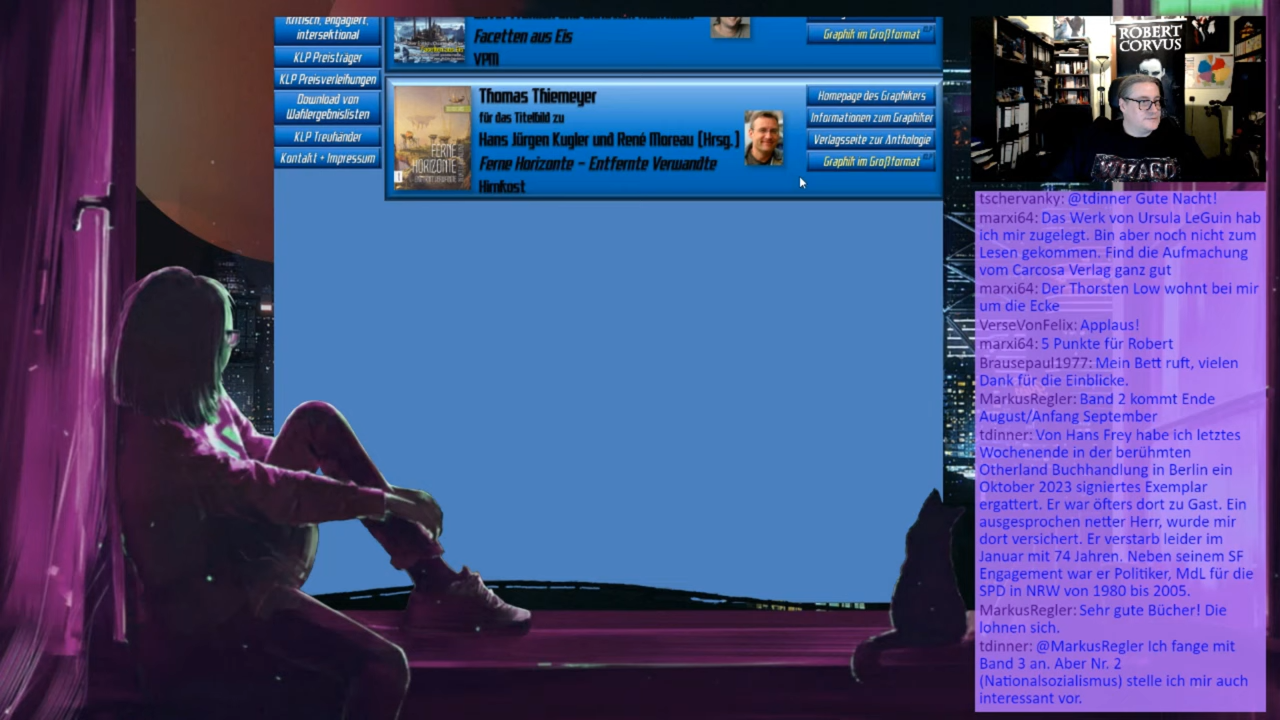 Kritisch, engagiert,
intersektional
KLP Preisträger
KLP Preisverleihungen
Download von
Wahlergebnislisten
KLP Treuhänder
Kontakt + Impressum
Facetten aus Eis
VPM
Graphik im Großformat
Thomas Thiemeyer
für das Titelbild zu
Hans Jürgen Kugler und René Moreau (Hrsg.)
Ferne Horizonte – Entfernte Verwandte
Hirnkost
FERNE
HORIZONTE
ENTFERNTE VERWANDTE
Homepage des Graphikers
Informationen zum Graphiker
Verlagsseite zur Anthologie
Graphik im Großformat
ROBERT
CORVUS
WIZARD
tschervanky: @tdinner Gute Nacht!
marxi64: Das Werk von Ursula LeGuin hab
ich mir zugelegt. Bin aber noch nicht zum
Lesen gekommen. Find die Aufmachung
vom Carcosa Verlag ganz gut
marxi64: Der Thorsten Low wohnt bei mir
um die Ecke
VerseVonFelix: Applaus!
marxi64: 5 Punkte für Robert
Brausepaul1977: Mein Bett ruft, vielen
Dank für die Einblicke.
MarkusRegler: Band 2 kommt Ende
August/Anfang September
tdinner: Von Hans Frey habe ich letztes
Wochenende in der berühmten
Otherland Buchhandlung in Berlin ein
Oktober 2023 signiertes Exemplar
ergattert. Er war öfters dort zu Gast. Ein
ausgesprochen netter Herr, wurde mir
dort versichert. Er verstarb leider im
Januar mit 74 Jahren. Neben seinem SF
Engagement war er Politiker, MdL für die
SPD in NRW von 1980 bis 2005.
MarkusRegler: Sehr gute Bücher! Die
lohnen sich.
tdinner: @MarkusRegler Ich fange mit
Band 3 an. Aber Nr. 2
(Nationalsozialismus) stelle ich mir auch
interessant vor.